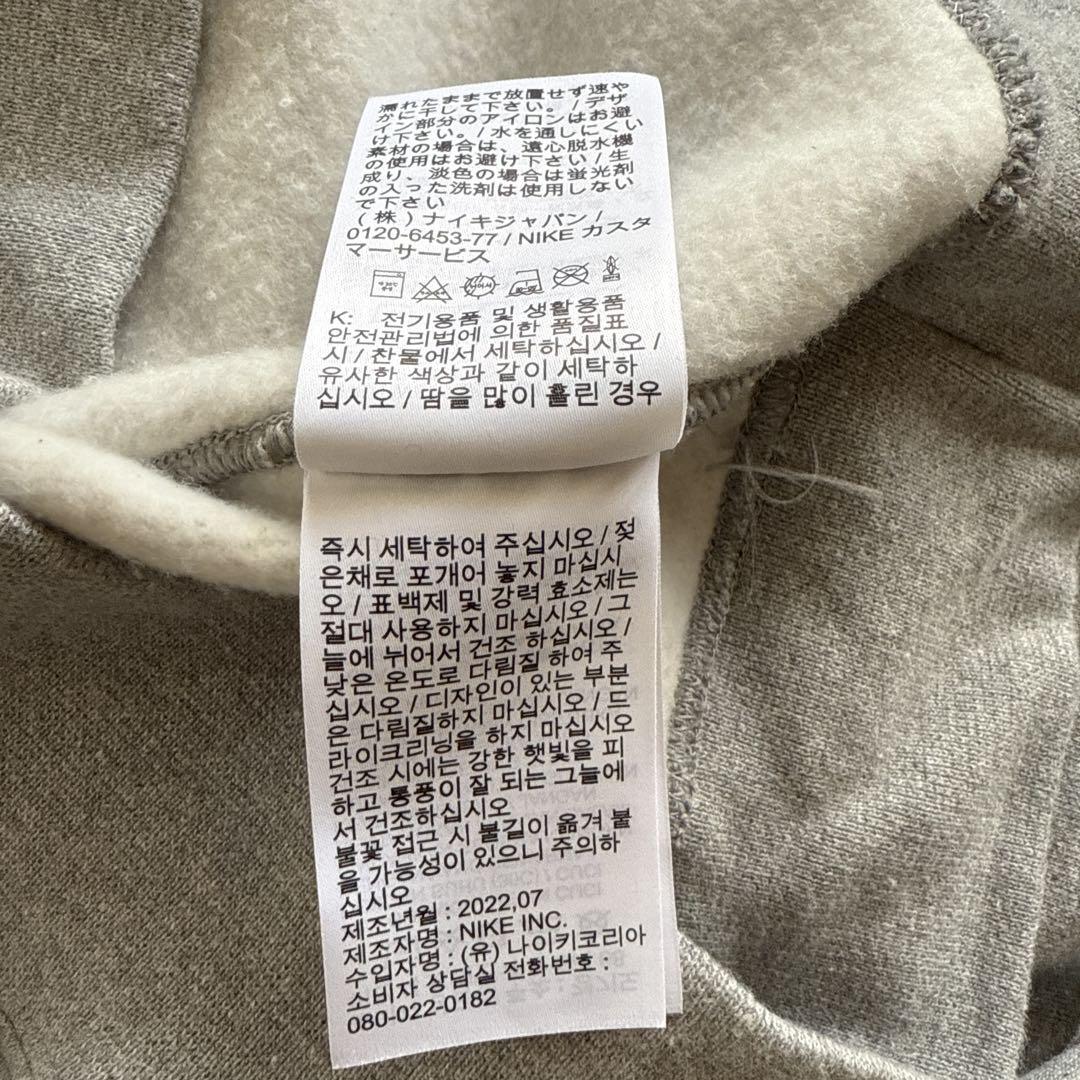 濡れたままで放置せず速や
かに干して下さい。/ デザ
イン部分のアイロンはお避
け下さい。/ 水を通しにくい
素材の場合は、遠心脱水機
の使用はお避け下さい / 生
成り、淡色の場合は蛍光剤
の入った洗剤は使用しない
で下さい
(株) ナイキジャパン /
0120-6453-77 / NIKE カスタ
マーサービス
K: 전기용품 및 생활용품
안전관리법에 의한 품질표
시 / 찬물에서 세탁하십시오 /
유사한 색상과 같이 세탁하
십시오 / 땀을 많이 흘린 경우
즉시 세탁하여 주십시오 / 젖
은채로 포개어 놓지 마십시
오 / 표백제 및 강력 효소제는
절대 사용하지 마십시오 / 그
늘에 뉘어서 건조 하십시오 /
낮은 온도로 다림질 하여 주
십시오 / 디자인이 있는 부분
은 다림질하지 마십시오 / 드
라이크리닝을 하지 마십시오
건조 시에는 강한 햇빛을 피
하고 통풍이 잘 되는 그늘에
서 건조하십시오
불꽃 접근 시 불길이 옮겨 붙
을 가능성이 있으니 주의하
십시오
제조년월 : 2022,07
제조자명 : NIKE INC.
수입자명 : (유) 나이키코리아
소비자 상담실 전화번호 :
080-022-0182